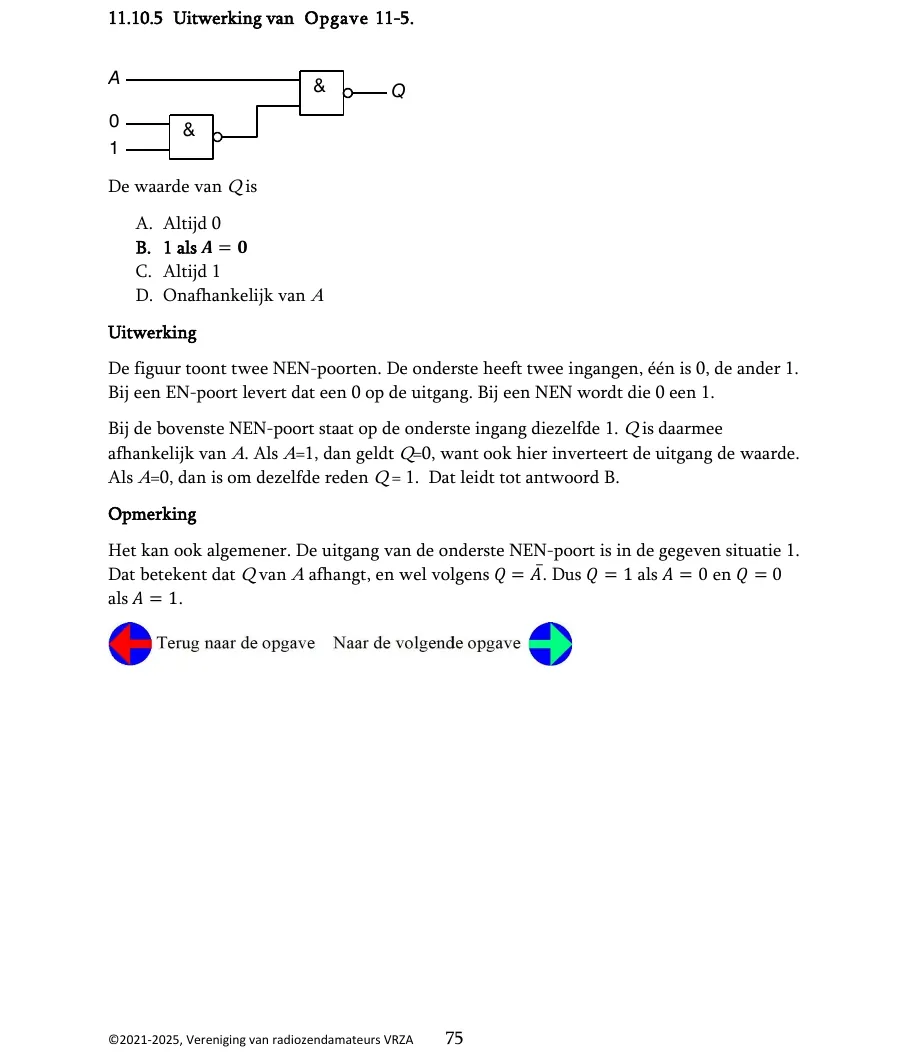 11.10.5 Uitwerking van Opgave 11-5.
A
&
Q
0
&
1
De waarde van Q is
A. Altijd 0
B. 1 als A = 0
C. Altijd 1
D. Onafhankelijk van A
Uitwerking
De figuur toont twee NEN-poorten. De onderste heeft twee ingangen, één is 0, de ander 1.
Bij een EN-poort levert dat een 0 op de uitgang. Bij een NEN wordt die 0 een 1.
Bij de bovenste NEN-poort staat op de onderste ingang diezelfde 1. Q is daarmee
afhankelijk van A. Als A=1, dan geldt Q=0, want ook hier inverteert de uitgang de waarde.
Als A=0, dan is om dezelfde reden Q = 1. Dat leidt tot antwoord B.
Opmerking
Het kan ook algemener. De uitgang van de onderste NEN-poort is in de gegeven situatie 1.
Dat betekent dat Q van A afhangt, en wel volgens Q = Ā. Dus Q = 1 als A = 0 en Q = 0
als A = 1.
Terug naar de opgave Naar de volgende opgave
©2021-2025, Vereniging van radiozendamateurs VRZA 75